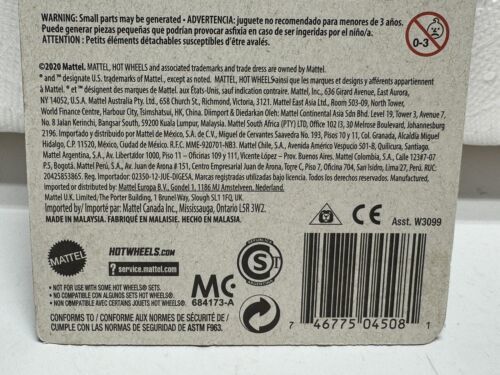 WARNING: Small parts may be generated • ADVERTENCIA: juguete no recomendado para menores de 3 años.
Puede generar piezas pequeñas que podrían provocar asfixia en caso de ser ingeridas por el niño/a.
ATTENTION : Petits éléments détachables susceptibles d'être avalés.
0-3
©2020 Mattel. MATTEL, HOT WHEELS and associated trademarks and trade dress are owned by Mattel.
® and ™ designate U.S. trademarks of Mattel, except as noted. MATTEL, HOT WHEELS ainsi que les marques et designs y afférents appartiennent
à Mattel. ® et ™ désignent des marques de Mattel aux États-Unis, sauf indication contraire. Mattel, Inc., 636 Girard Avenue, East Aurora,
NY 14052, U.S.A. Mattel Australia Pty. Ltd., 658 Church St., Richmond, Victoria, 3121. Mattel East Asia Ltd., Room 503-09, North Tower,
World Finance Centre, Harbour City, Tsimshatsui, HK, China. Diimport & Diedarkan Oleh: Mattel Continental Asia Sdn Bhd. Level 19, Tower 3, Avenue 7,
No. 8 Jalan Kerinchi, Bangsar South, 59200 Kuala Lumpur, Malaysia. Mattel South Africa (PTY) LTD, Office 102 I3, 30 Melrose Boulevard, Johannesburg
2196. Importado y distribuido por: Mattel de México, S.A. de C.V., Miguel de Cervantes Saavedra No. 193, Pisos 10 y 11, Col. Granada, Alcaldía Miguel
Hidalgo, C.P. 11520, México, Ciudad de México. R.F.C. MME-920701-NB3. Mattel Chile, S.A., Avenida Américo Vespucio 501-B, Quilicura, Santiago.
Mattel Argentina, S.A., Av. Libertador 1000, Piso 11 – Oficinas 109 y 111 – Vicente López – Prov. Buenos Aires. Mattel Colombia, S.A., Calle 123#7-07
P.5, Bogotá. Mattel Perú, S.A., Av. Juan de Arona # 151, Centro Empresarial Juan de Arona, Torre C, Piso 7, Oficina 704, San Isidro, Lima 27, Perú. RUC:
20425853865. Reg. Importador: 02350-12-JUE-DIGESA. Marcas registradas utilizadas bajo licencia. Todos los derechos reservados. Manufactured,
imported and distributed by: Mattel Europa B.V., Gondel 1, 1186 MJ Amstelveen, Nederland.
Mattel U.K. Limited, The Porter Building, 1 Brunel Way, Slough SL1 1FQ, UK.
Imported by/Importé par: Mattel Canada Inc., Mississauga, Ontario L5R 3W2.
MADE IN MALAYSIA. FABRIQUÉ EN MALAISIE. HECHO EN MALASIA.
CE Asst. W3099
MATTEL
HOTWHEELS.COM
? service.mattel.com
MC
684173-A
S
ARGENTINA
• NOT FOR USE WITH SOME HOT WHEELS® SETS.
• NO COMPATIBLE CON ALGUNOS SETS HOT WHEELS®.
• NON COMPATIBLE AVEC CERTAINS JOUETS HOT WHEELS®.
CONFORMS TO / CONFORME AUX NORMES DE SÉCURITÉ DE /
CUMPLE CON LAS NORMAS DE SEGURIDAD DE ASTM F963.
7 46775 04508 1